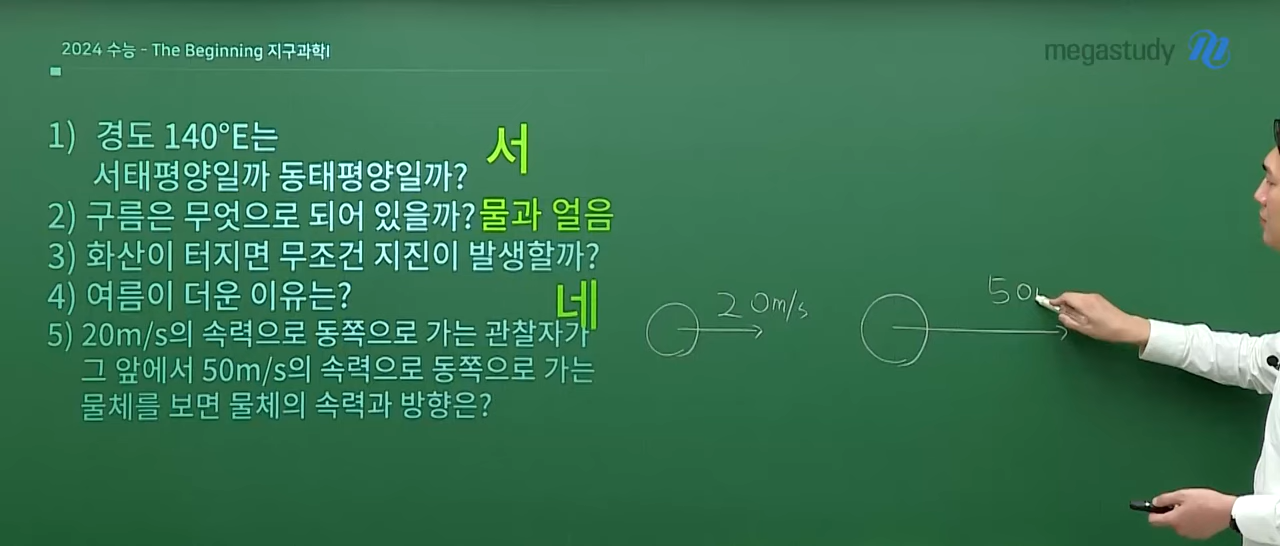 2024 수능 - The Beginning 지구과학I
megastudy
1) 경도 140°E는
서태평양일까 동태평양일까?
서
2) 구름은 무엇으로 되어 있을까? 물과 얼음
3) 화산이 터지면 무조건 지진이 발생할까?
네
4) 여름이 더운 이유는?
5) 20m/s의 속력으로 동쪽으로 가는 관찰자가
그 앞에서 50m/s의 속력으로 동쪽으로 가는
물체를 보면 물체의 속력과 방향은?
20m/s
50